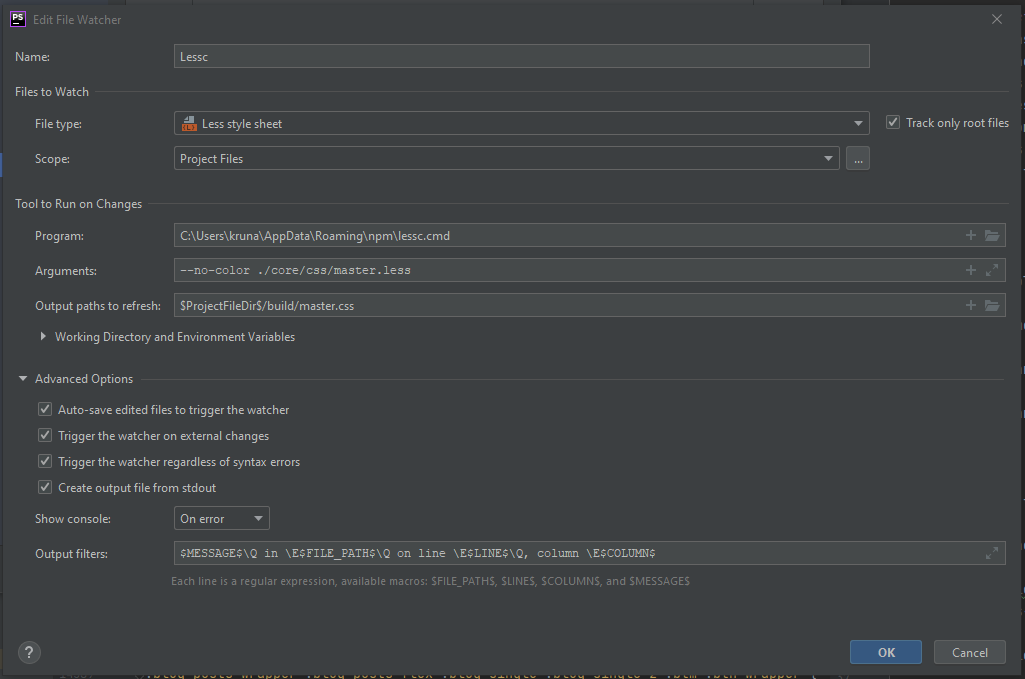 PS Edit File Watcher
Name: Lessc
Files to Watch
File type: {L} Less style sheet Track only root files
Scope: Project Files ...
Tool to Run on Changes
Program: C:\Users\kruna\AppData\Roaming\npm\lessc.cmd
Arguments: --no-color ./core/css/master.less
Output paths to refresh: $ProjectFileDir$/build/master.css
Working Directory and Environment Variables
Advanced Options
Auto-save edited files to trigger the watcher
Trigger the watcher on external changes
Trigger the watcher regardless of syntax errors
Create output file from stdout
Show console: On error
Output filters: $MESSAGE$\Q in \E$FILE_PATH$\Q on line \E$LINE$\Q, column \E$COLUMN$
Each line is a regular expression, available macros: $FILE_PATH$, $LINE$, $COLUMN$, and $MESSAGE$
? OK Cancel